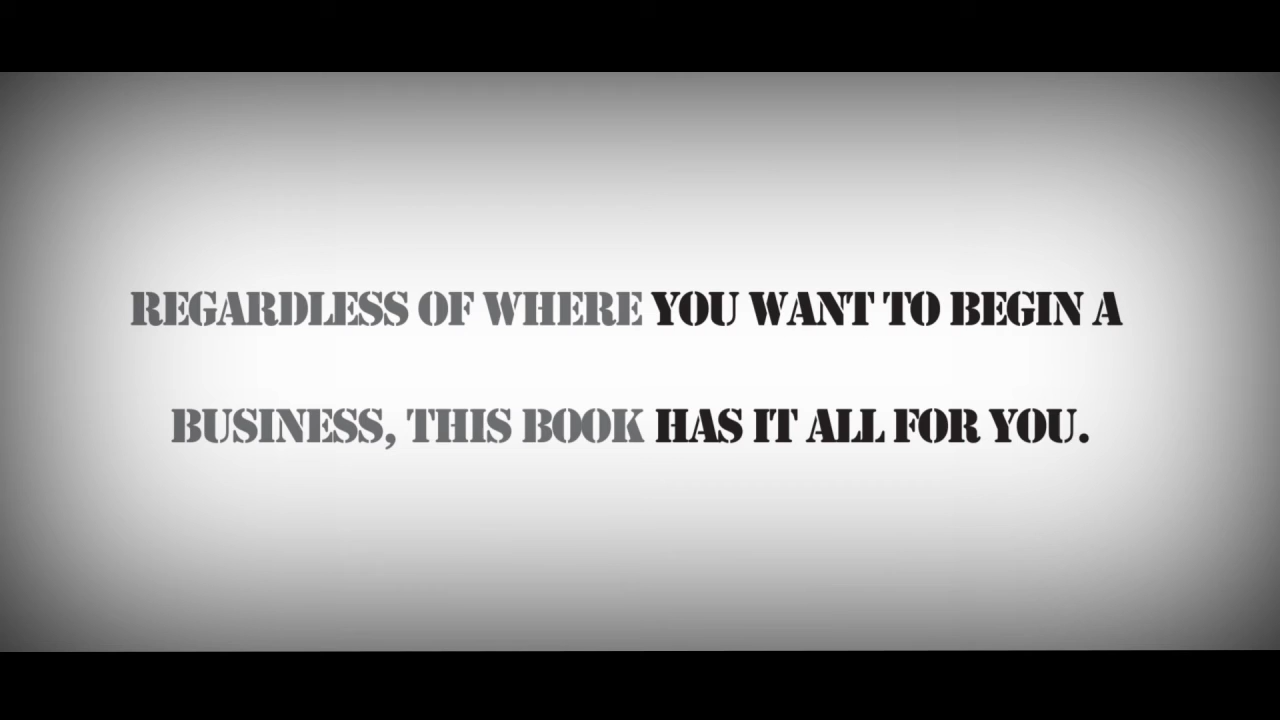 REGARDLESS OF WHERE YOU WANT TO BEGIN A
BUSINESS, THIS BOOK HAS IT ALL FOR YOU.